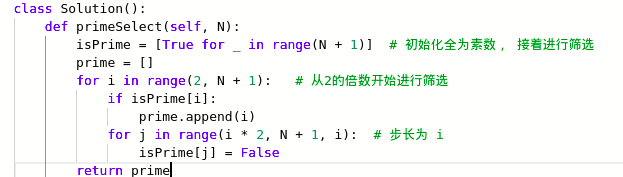 class Solution():
    def primeSelect(self, N):
        isPrime = [True for _ in range(N + 1)]  # 初始化全为素数， 接着进行筛选
        prime = []
        for i in range(2, N + 1):   # 从2的倍数开始进行筛选
            if isPrime[i]:
                prime.append(i)
            for j in range(i * 2, N + 1, i):  # 步长为 i
                isPrime[j] = False
        return prime